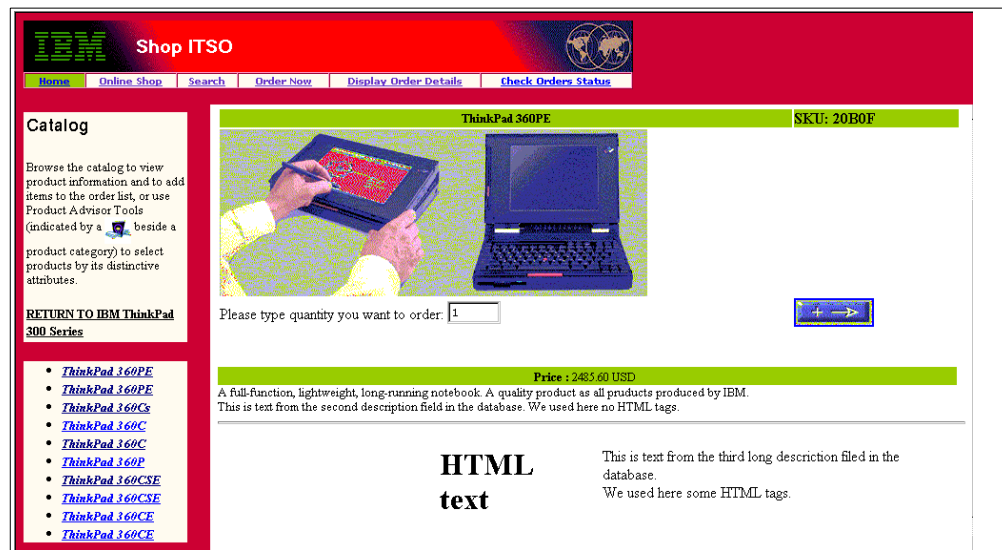 IBM
Shop ITSO
Home Online Shop Search Order Now Display Order Details Check Orders Status
Catalog
Browse the catalog to view
product information and to add
items to the order list, or use
Product Advisor Tools
(indicated by a beside a
product category) to select
products by its distinctive
attributes.
RETURN TO IBM ThinkPad
300 Series
ThinkPad 360PE
ThinkPad 360PE
ThinkPad 360Cs
ThinkPad 360C
ThinkPad 360C
ThinkPad 360P
ThinkPad 360CSE
ThinkPad 360CSE
ThinkPad 360CE
ThinkPad 360CE
ThinkPad 360PE SKU: 20B0F
Please type quantity you want to order: 1
Price : 2485.60 USD
A full-function, lightweight, long-running notebook. A quality product as all pruducts produced by IBM.
This is text from the second description field in the database. We used here no HTML tags.
HTML
text
This is text from the third long descriction filed in the
database.
We used here some HTML tags.